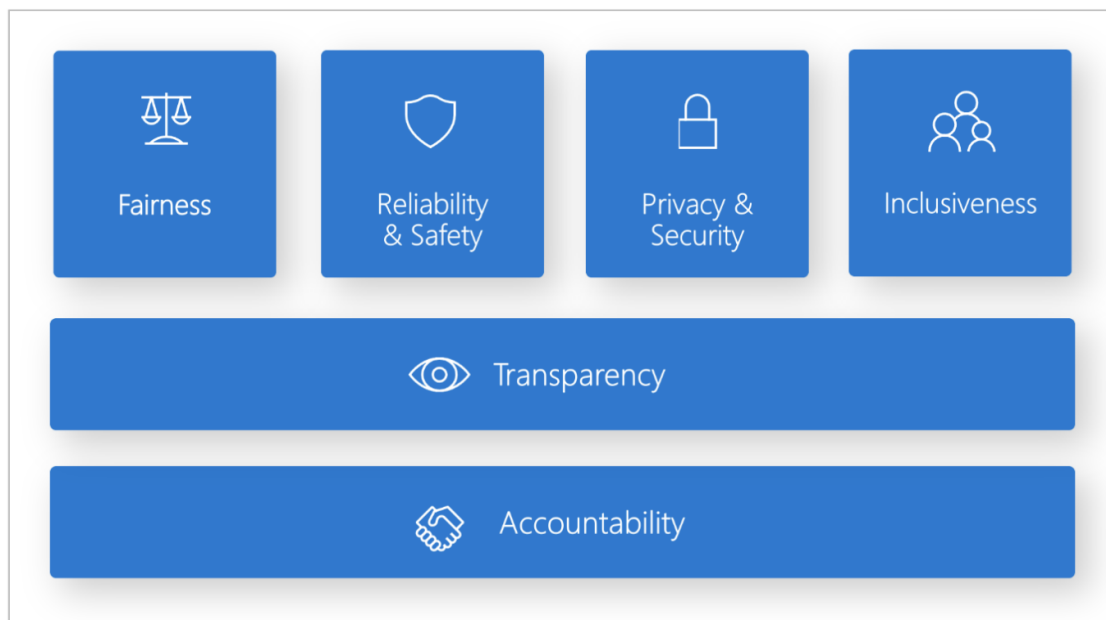 Fairness
Reliability
& Safety
Privacy &
Security
Inclusiveness
Transparency
Accountability